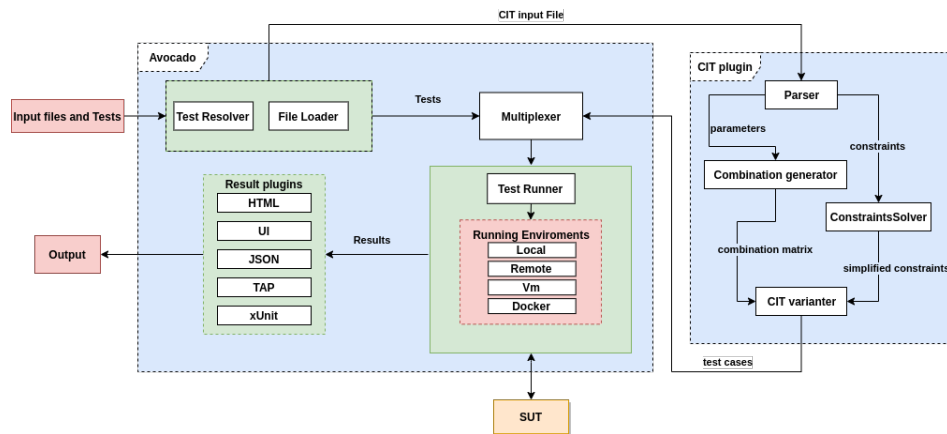 CIT input File
Avocado
CIT plugin
Input files and Tests
Test Resolver
File Loader
Tests
Multiplexer
Parser
parameters
constraints
Combination generator
ConstraintsSolver
combination matrix
simplified constraints
CIT varianter
test cases
Test Runner
Running Enviroments
Local
Remote
Vm
Docker
Results
Result plugins
HTML
UI
JSON
TAP
xUnit
Output
SUT